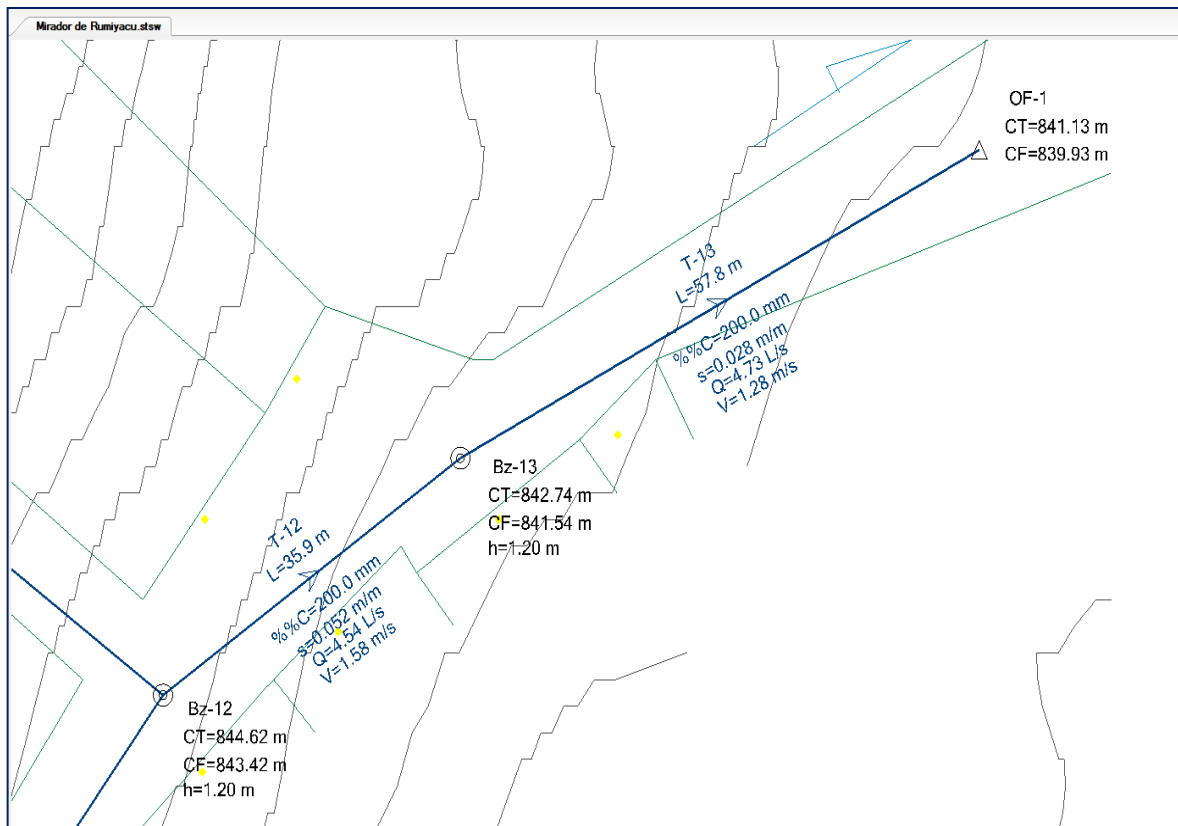 Mirador de Rumiyacu.stsw
OF-1
CT=841.13 m
CF=839.93 m
T-13
L=57.8 m
%%C=200.0 mm
s=0.028 m/m
Q=4.73 L/s
V=1.28 m/s
Bz-13
CT=842.74 m
CF=841.54 m
h=1.20 m
T-12
L=35.9 m
%%C=200.0 mm
s=0.052 m/m
Q=4.54 L/s
V=1.58 m/s
Bz-12
CT=844.62 m
CF=843.42 m
h=1.20 m